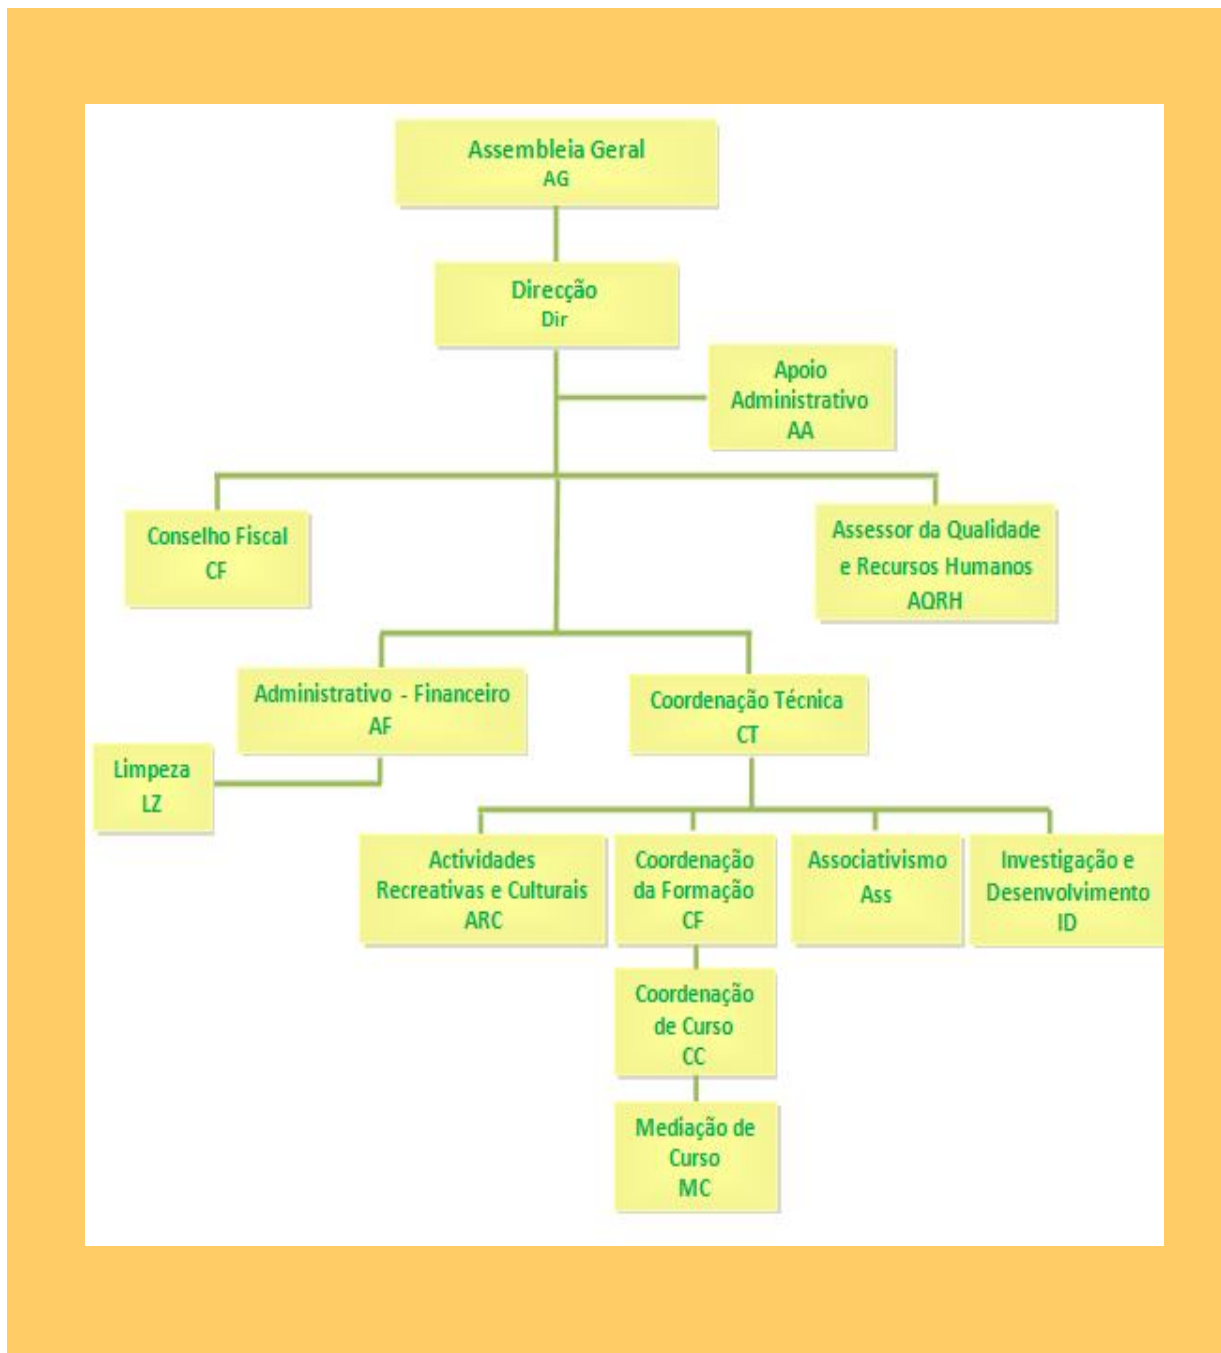 Assembleia Geral
AG
Direcção
Dir
Apoio
Administrativo
AA
Conselho Fiscal
CF
Assessor da Qualidade
e Recursos Humanos
AQRH
Administrativo - Financeiro
AF
Coordenação Técnica
CT
Limpeza
LZ
Actividades
Recreativas e Culturais
ARC
Coordenação
da Formação
CF
Associativismo
Ass
Investigação e
Desenvolvimento
ID
Coordenação
de Curso
CC
Mediação de
Curso
MC